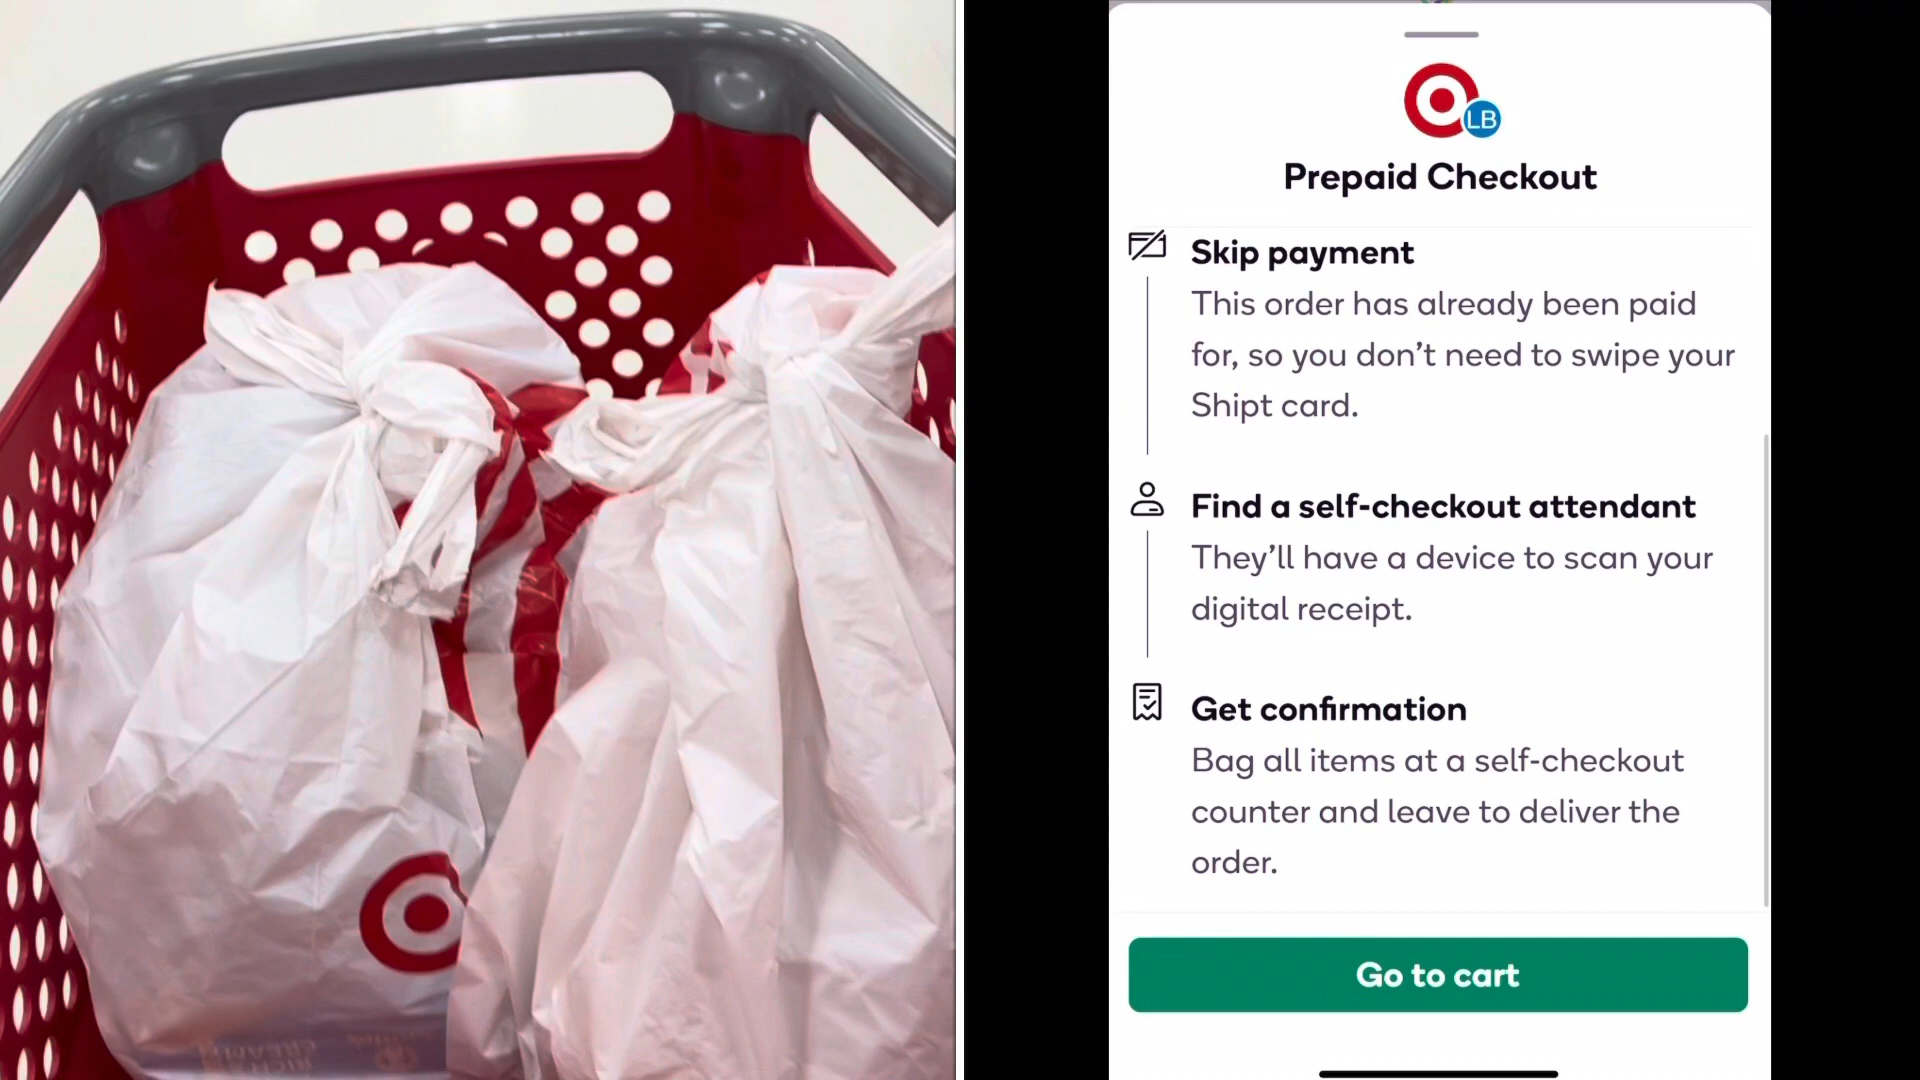 LB
Prepaid Checkout
Skip payment
This order has already been paid
for, so you don’t need to swipe your
Shipt card.
Find a self-checkout attendant
They’ll have a device to scan your
digital receipt.
Get confirmation
Bag all items at a self-checkout
counter and leave to deliver the
order.
Go to cart